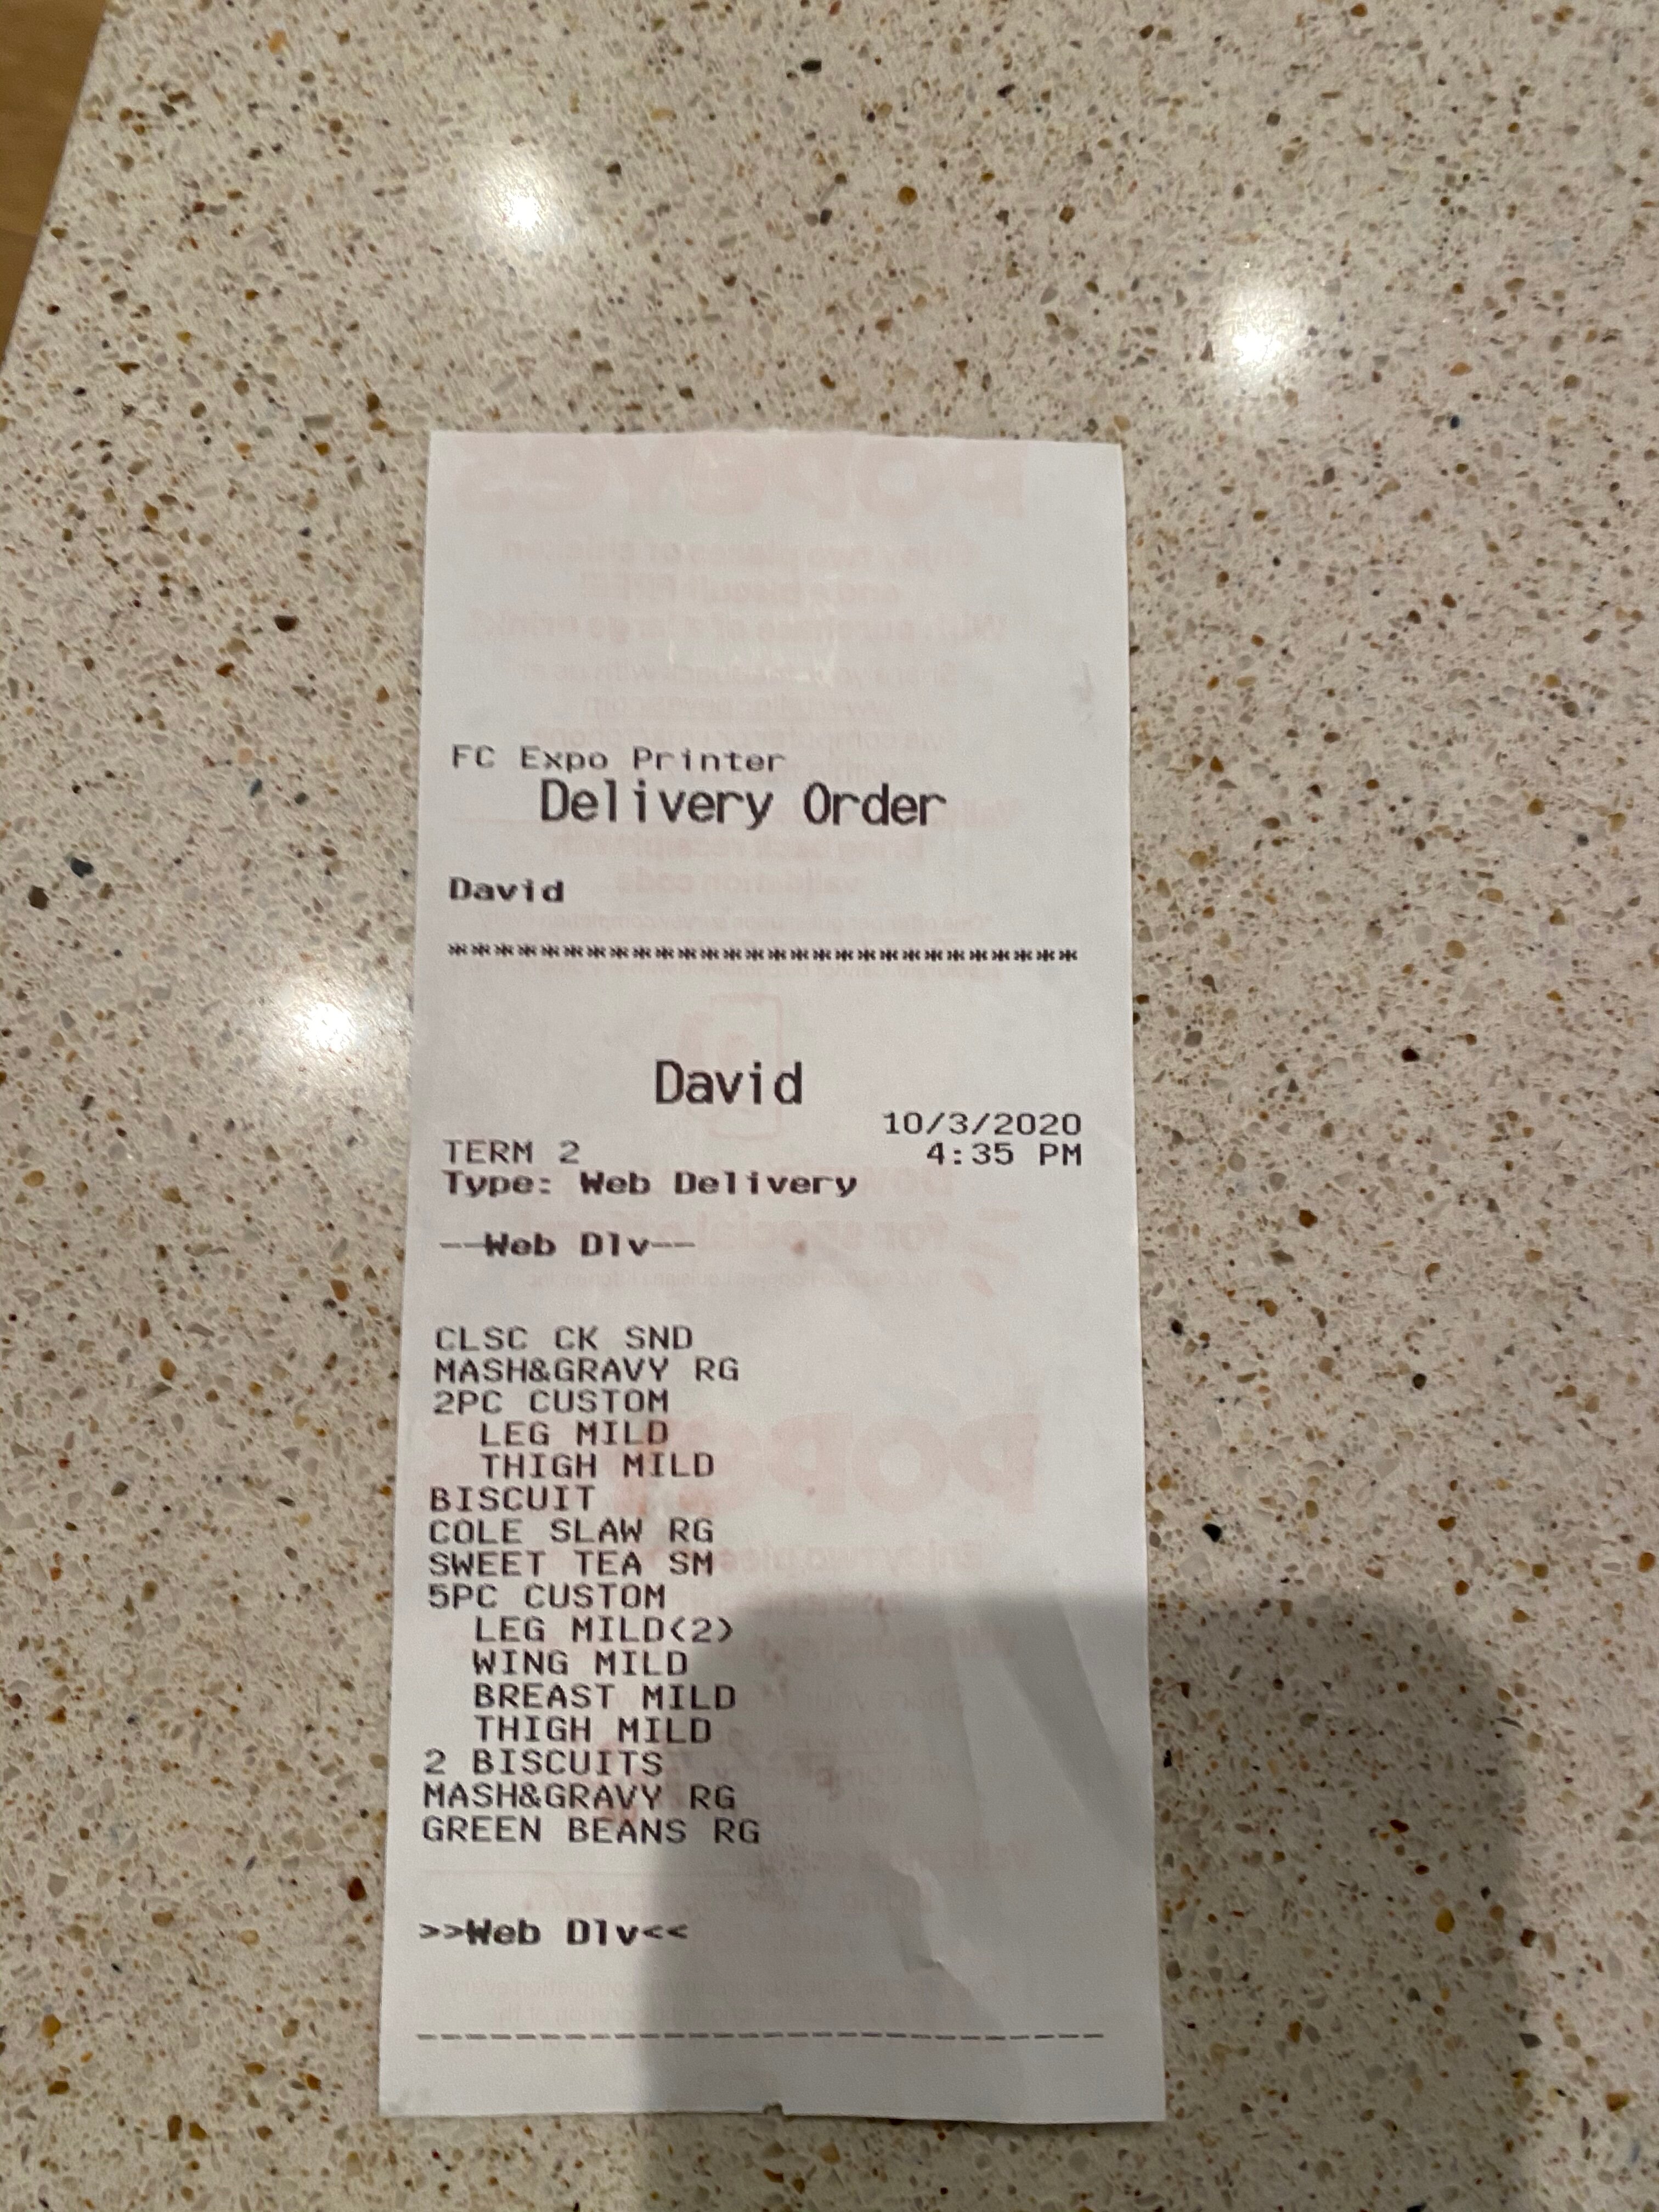 FC Expo Printer
Delivery Order
David
****************************
David
10/3/2020
TERM 2 4:35 PM
Type: Web Delivery
--Web Dlv--
CLSC CK SND
MASH&GRAVY RG
2PC CUSTOM
LEG MILD
THIGH MILD
BISCUIT
COLE SLAW RG
SWEET TEA SM
5PC CUSTOM
LEG MILD(2)
WING MILD
BREAST MILD
THIGH MILD
2 BISCUITS
MASH&GRAVY RG
GREEN BEANS RG
>>Web Dlv<<
------------------------------